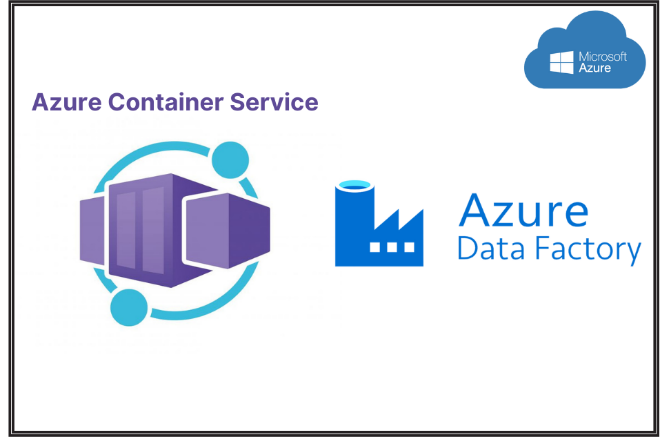 Microsoft
Azure
Azure Container Service
Azure
Data Factory